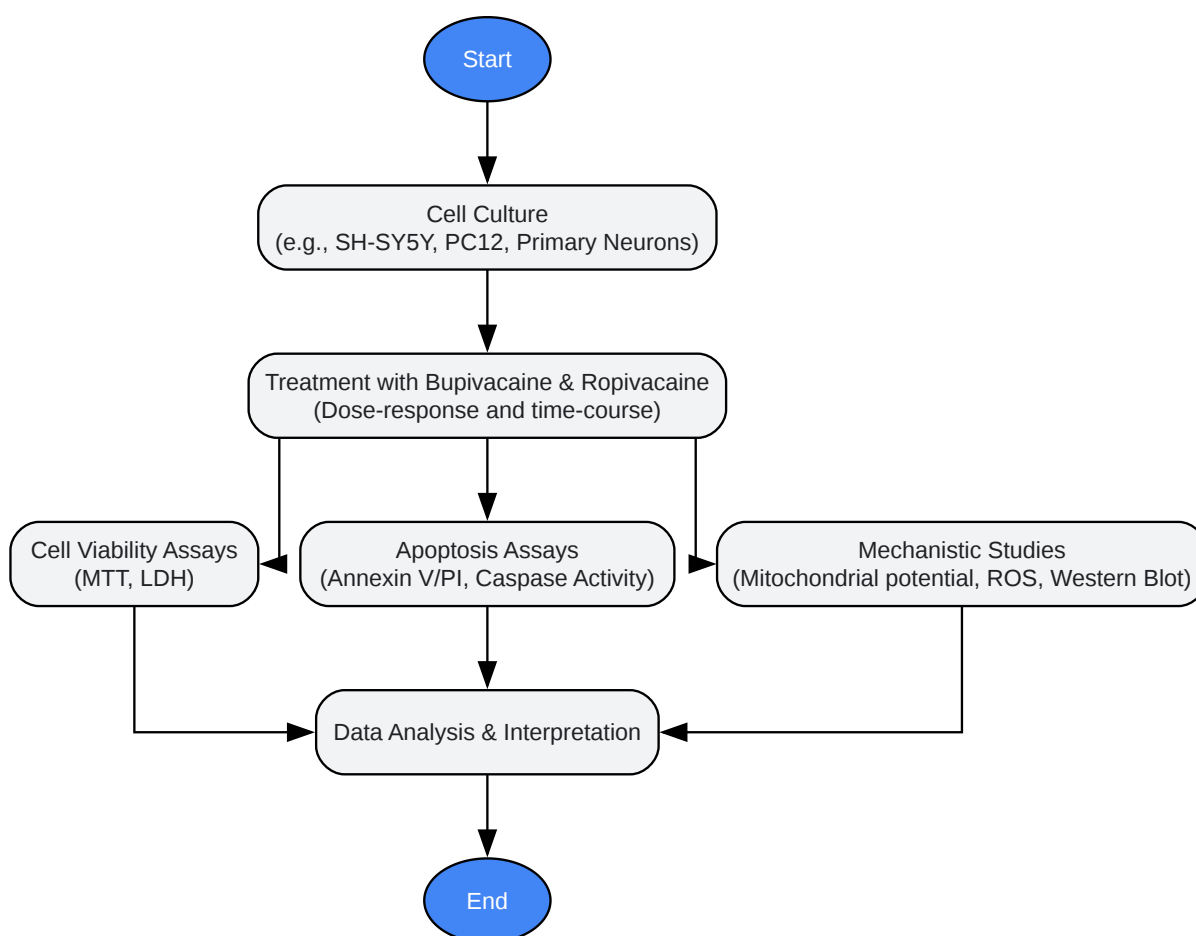 Start
Cell Culture
(e.g., SH-SY5Y, PC12, Primary Neurons)
Treatment with Bupivacaine & Ropivacaine
(Dose-response and time-course)
Cell Viability Assays
(MTT, LDH)
Apoptosis Assays
(Annexin V/PI, Caspase Activity)
Mechanistic Studies
(Mitochondrial potential, ROS, Western Blot)
Data Analysis & Interpretation
End